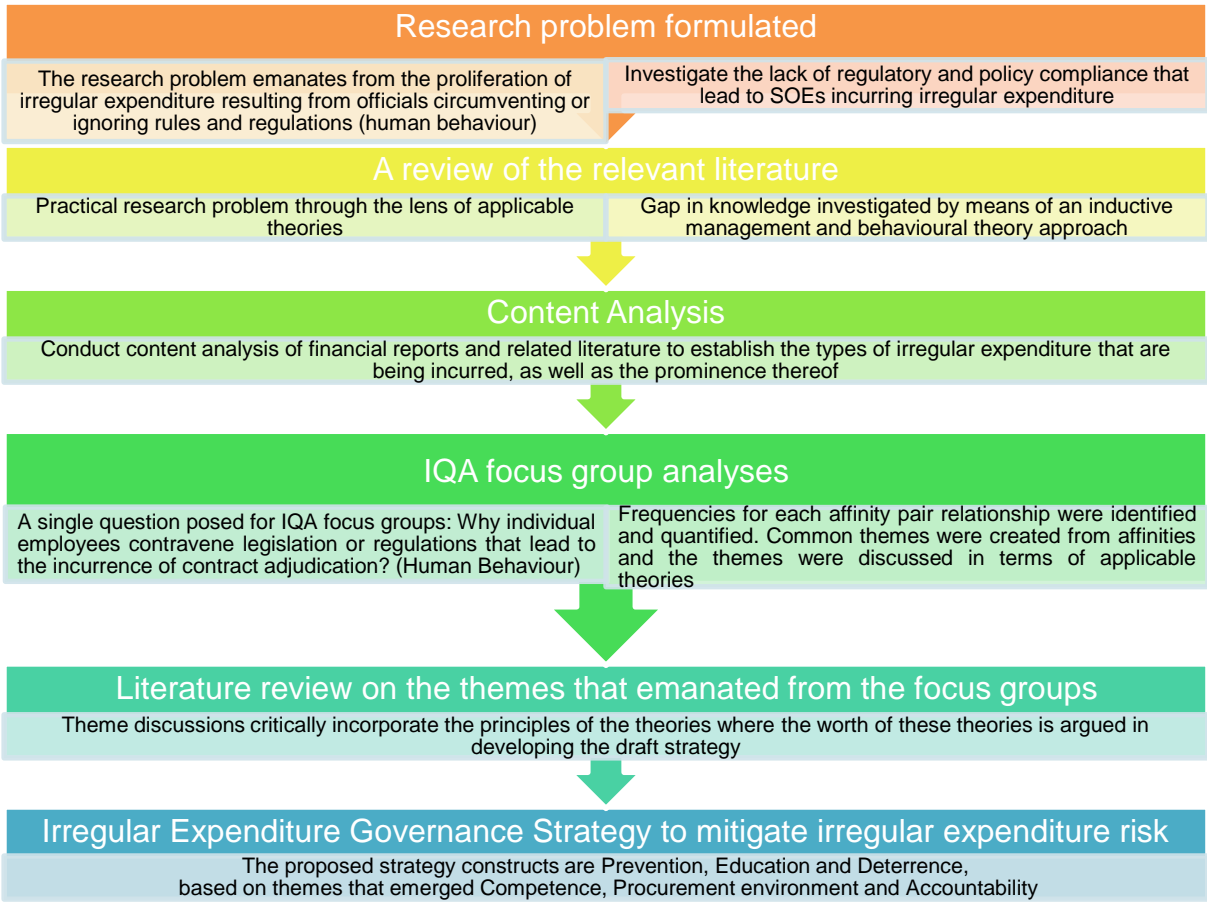 Research problem formulated
The research problem emanates from the proliferation of
irregular expenditure resulting from officials circumventing or
ignoring rules and regulations (human behaviour)
Investigate the lack of regulatory and policy compliance that
lead to SOEs incurring irregular expenditure
A review of the relevant literature
Practical research problem through the lens of applicable
theories
Gap in knowledge investigated by means of an inductive
management and behavioural theory approach
Content Analysis
Conduct content analysis of financial reports and related literature to establish the types of irregular expenditure that are
being incurred, as well as the prominence thereof
IQA focus group analyses
A single question posed for IQA focus groups: Why individual
employees contravene legislation or regulations that lead to
the incurrence of contract adjudication? (Human Behaviour)
Frequencies for each affinity pair relationship were identified
and quantified. Common themes were created from affinities
and the themes were discussed in terms of applicable
theories
Literature review on the themes that emanated from the focus groups
Theme discussions critically incorporate the principles of the theories where the worth of these theories is argued in
developing the draft strategy
Irregular Expenditure Governance Strategy to mitigate irregular expenditure risk
The proposed strategy constructs are Prevention, Education and Deterrence,
based on themes that emerged Competence, Procurement environment and Accountability